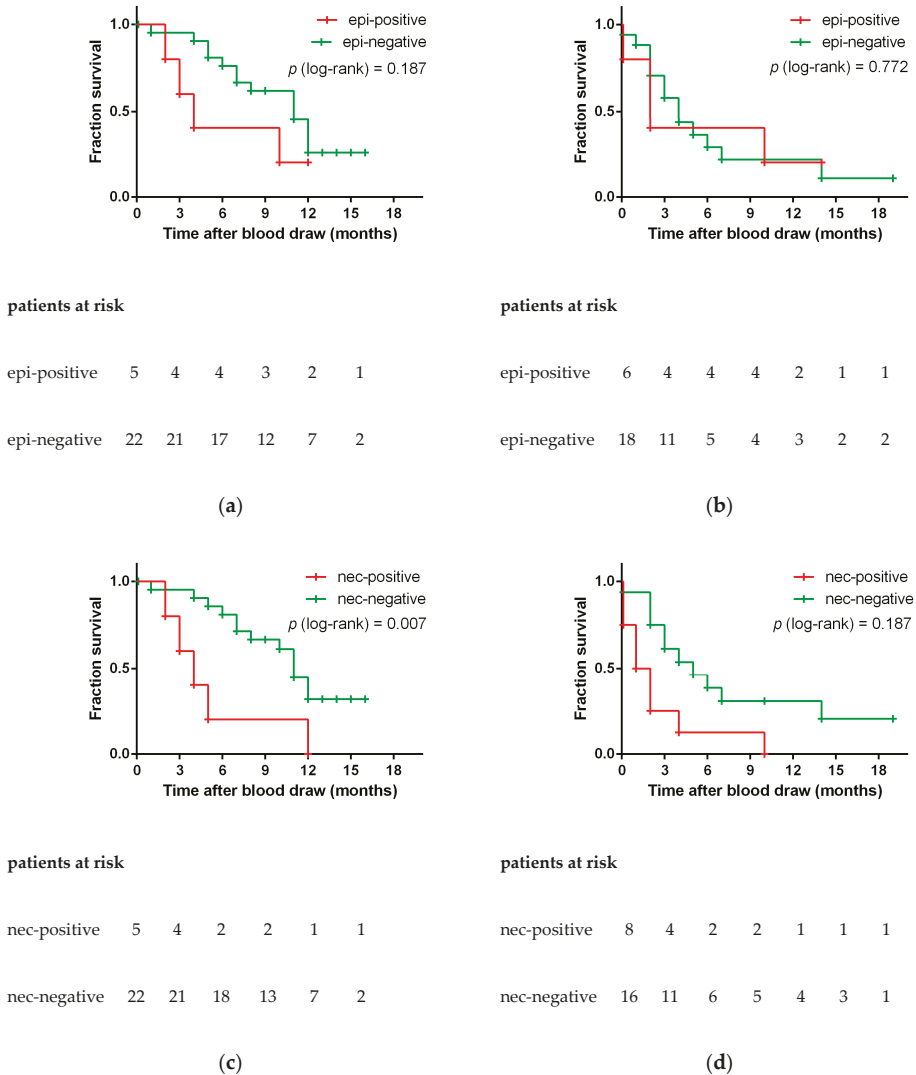 1.0
0.5
0.0
Fraction survival
epi-positive
epi-negative
p (log-rank) = 0.187
0 3 6 9 12 15 18
Time after blood draw (months)
patients at risk
epi-positive 5 4 4 3 2 1
epi-negative 22 21 17 12 7 2
(a)
1.0
0.5
0.0
Fraction survival
epi-positive
epi-negative
p (log-rank) = 0.772
0 3 6 9 12 15 18
Time after blood draw (months)
patients at risk
epi-positive 6 4 4 4 2 1 1
epi-negative 18 11 5 4 3 2 2
(b)
1.0
0.5
0.0
Fraction survival
nec-positive
nec-negative
p (log-rank) = 0.007
0 3 6 9 12 15 18
Time after blood draw (months)
patients at risk
nec-positive 5 4 2 2 1 1
nec-negative 22 21 18 13 7 2
(c)
1.0
0.5
0.0
Fraction survival
nec-positive
nec-negative
p (log-rank) = 0.187
0 3 6 9 12 15 18
Time after blood draw (months)
patients at risk
nec-positive 8 4 2 2 1 1 1
nec-negative 16 11 6 5 4 3 1
(d)